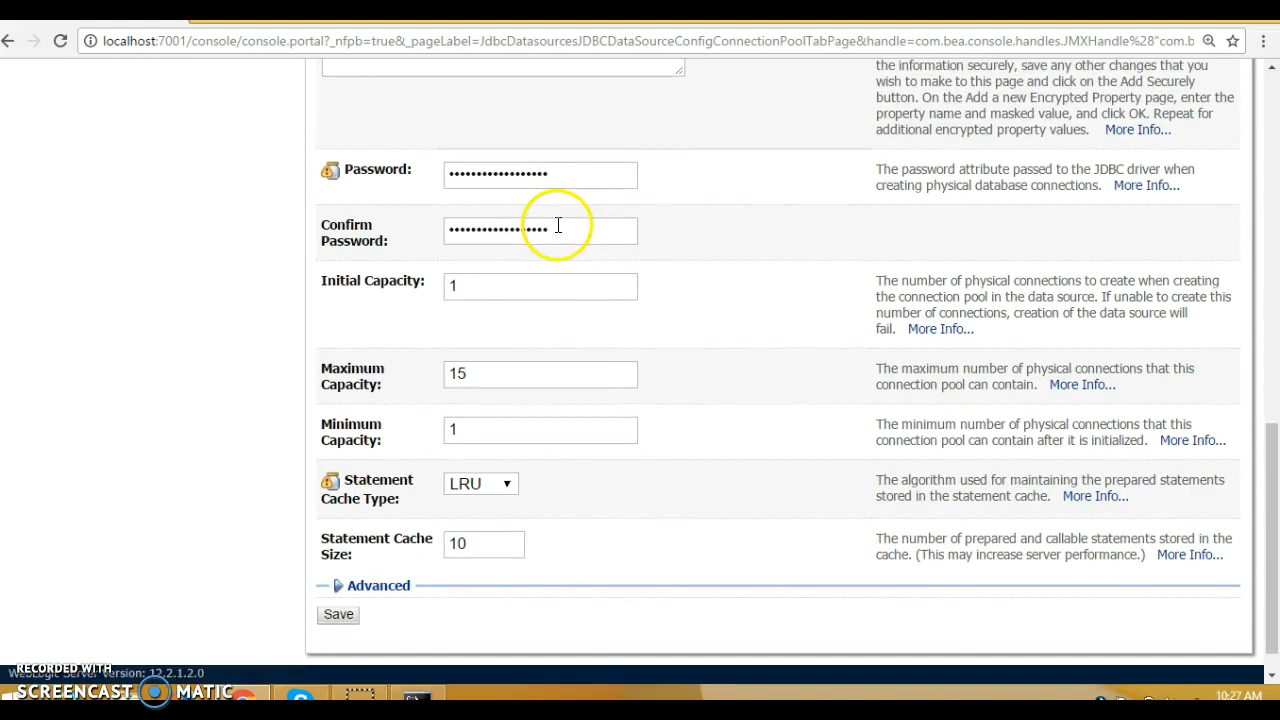 localhost:7001/console/console.portal?_nfpb=true&_pageLabel=JdbcDatasourcesJDBCDataSourceConfigConnectionPoolTabPage&handle=com.bea.console.handles.JMXHandle%28"com.b
the information securely, save any other changes that you
wish to make to this page and click on the Add Securely
button. On the Add a new Encrypted Property page, enter the
property name and masked value, and click OK. Repeat for
additional encrypted property values. More Info...
Password: ••••••••••••••••••
The password attribute passed to the JDBC driver when
creating physical database connections. More Info...
Confirm
Password: ••••••••••••••••••
Initial Capacity: 1
The number of physical connections to create when creating
the connection pool in the data source. If unable to create this
number of connections, creation of the data source will
fail. More Info...
Maximum
Capacity: 15
The maximum number of physical connections that this
connection pool can contain. More Info...
Minimum
Capacity: 1
The minimum number of physical connections that this
connection pool can contain after it is initialized. More Info...
Statement
Cache Type: LRU
The algorithm used for maintaining the prepared statements
stored in the statement cache. More Info...
Statement Cache
Size: 10
The number of prepared and callable statements stored in the
cache. (This may increase server performance.) More Info...
Advanced
Save
WebLogic Server Version: 12.2.1.2.0
RECORDED WITH
SCREENCAST MATIC
10:27 AM